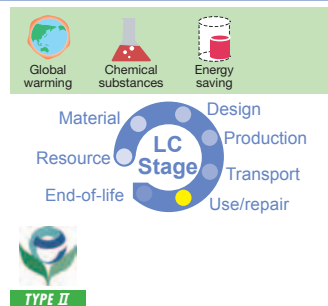 Global warming
Chemical substances
Energy saving
Design
Material
Production
LC Stage
Resource
Transport
End-of-life
Use/repair
TYPE II